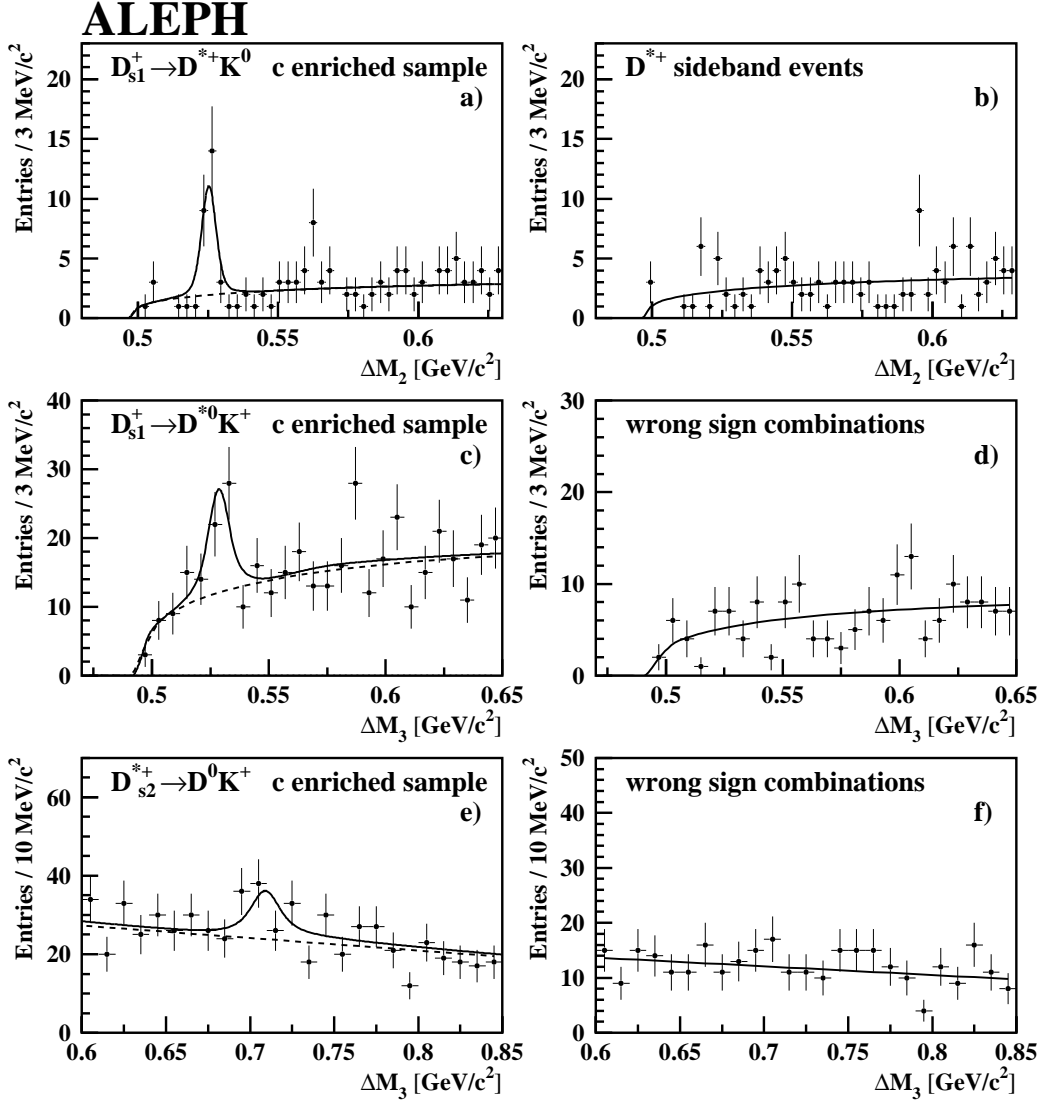 ALEPH
D_{s1}^{+} → D^{*+}K^{0} c enriched sample
a)
Entries / 3 MeV/c²
0
5
10
15
20
0.5
0.55
0.6
ΔM₂ [GeV/c²]
D^{*+} sideband events
b)
Entries / 3 MeV/c²
0
5
10
15
20
0.5
0.55
0.6
ΔM₂ [GeV/c²]
D_{s1}^{+} → D^{*0}K^{+} c enriched sample
c)
Entries / 3 MeV/c²
0
10
20
30
40
0.5
0.55
0.6
0.65
ΔM₃ [GeV/c²]
wrong sign combinations
d)
Entries / 3 MeV/c²
0
10
20
30
0.5
0.55
0.6
0.65
ΔM₃ [GeV/c²]
D_{s2}^{*+} → D^{0}K^{+} c enriched sample
e)
Entries / 10 MeV/c²
0
20
40
60
0.6
0.65
0.7
0.75
0.8
0.85
ΔM₃ [GeV/c²]
wrong sign combinations
f)
Entries / 10 MeV/c²
0
10
20
30
40
50
0.6
0.65
0.7
0.75
0.8
0.85
ΔM₃ [GeV/c²]